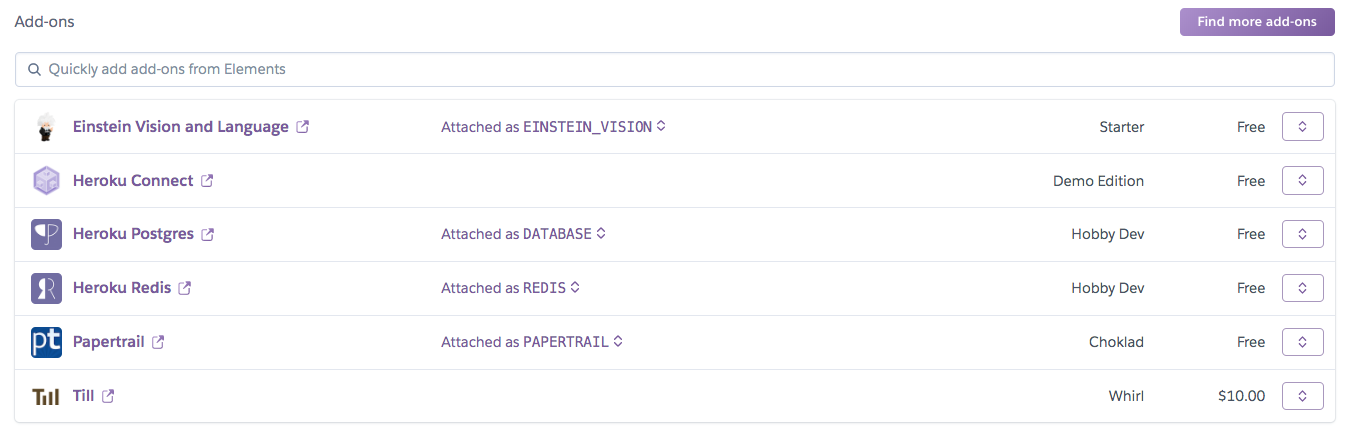 Add-ons
Find more add-ons
Quickly add add-ons from Elements
Einstein Vision and Language Attached as EINSTEIN_VISION Starter Free
Heroku Connect Demo Edition Free
Heroku Postgres Attached as DATABASE Hobby Dev Free
Heroku Redis Attached as REDIS Hobby Dev Free
pt Papertrail Attached as PAPERTRAIL Choklad Free
Till Till Whirl $10.00